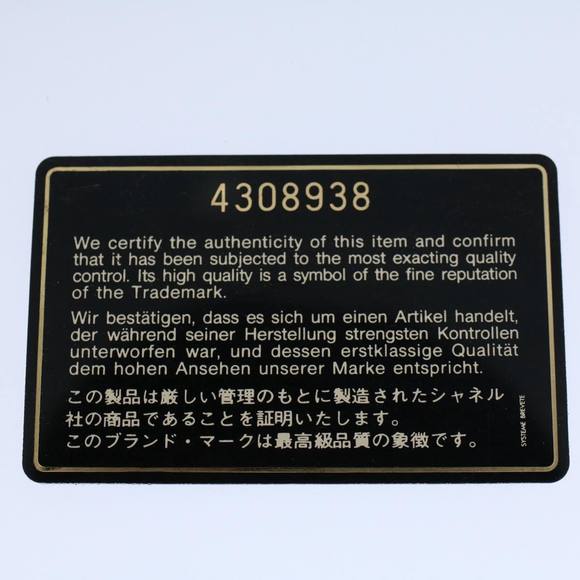 4308938
We certify the authenticity of this item and confirm
that it has been subjected to the most exacting quality
control. Its high quality is a symbol of the fine reputation
of the Trademark.
Wir bestätigen, dass es sich um einen Artikel handelt,
der während seiner Herstellung strengsten Kontrollen
unterworfen war, und dessen erstklassige Qualität
dem hohen Ansehen unserer Marke entspricht.
この製品は厳しい管理のもとに製造されたシャネル
社の商品であることを証明いたします。
このブランド・マークは最高級品質の象徴です。
SYSTEME BREVETE